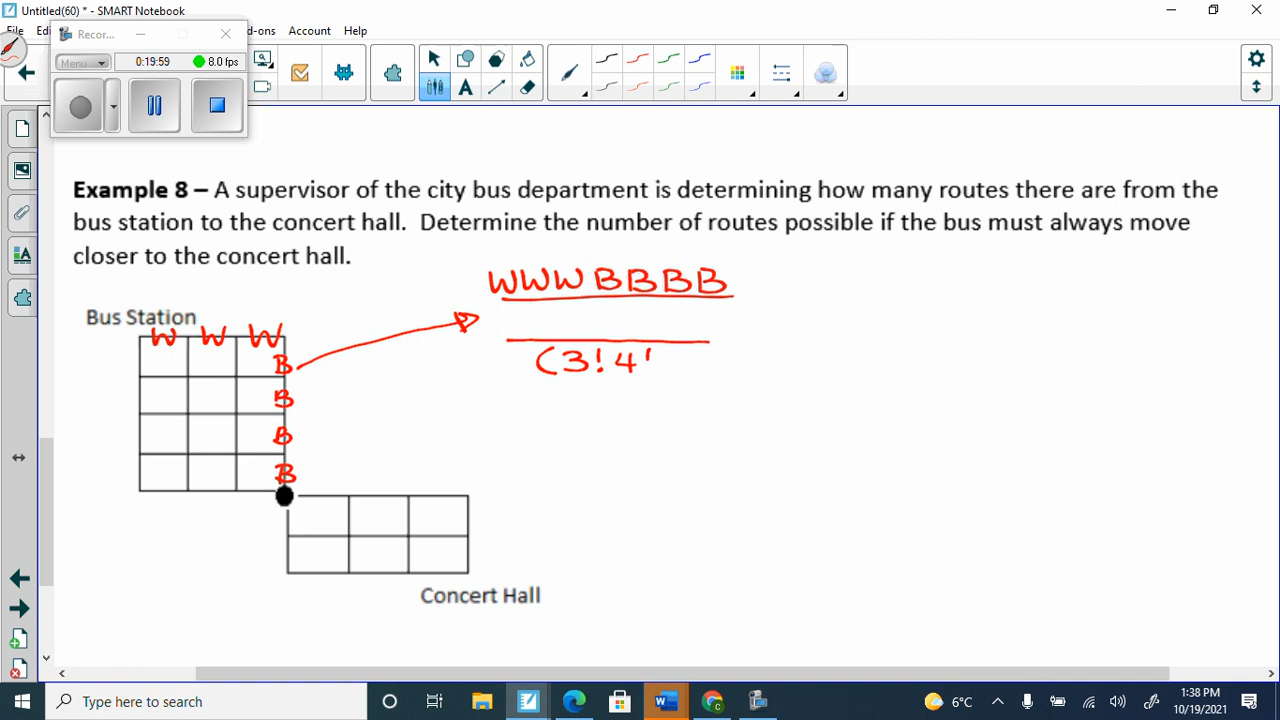 Untitled(60) * - SMART Notebook
Recor...
d-ons Account Help
Menu
0:19:59
8.0 fps
Example 8 – A supervisor of the city bus department is determining how many routes there are from the
bus station to the concert hall. Determine the number of routes possible if the bus must always move
closer to the concert hall.
W W W B B B B
Bus Station
W W W
B
(3! 4!
B
B
B
Concert Hall
Type here to search
6°C
1:38 PM
10/19/2021